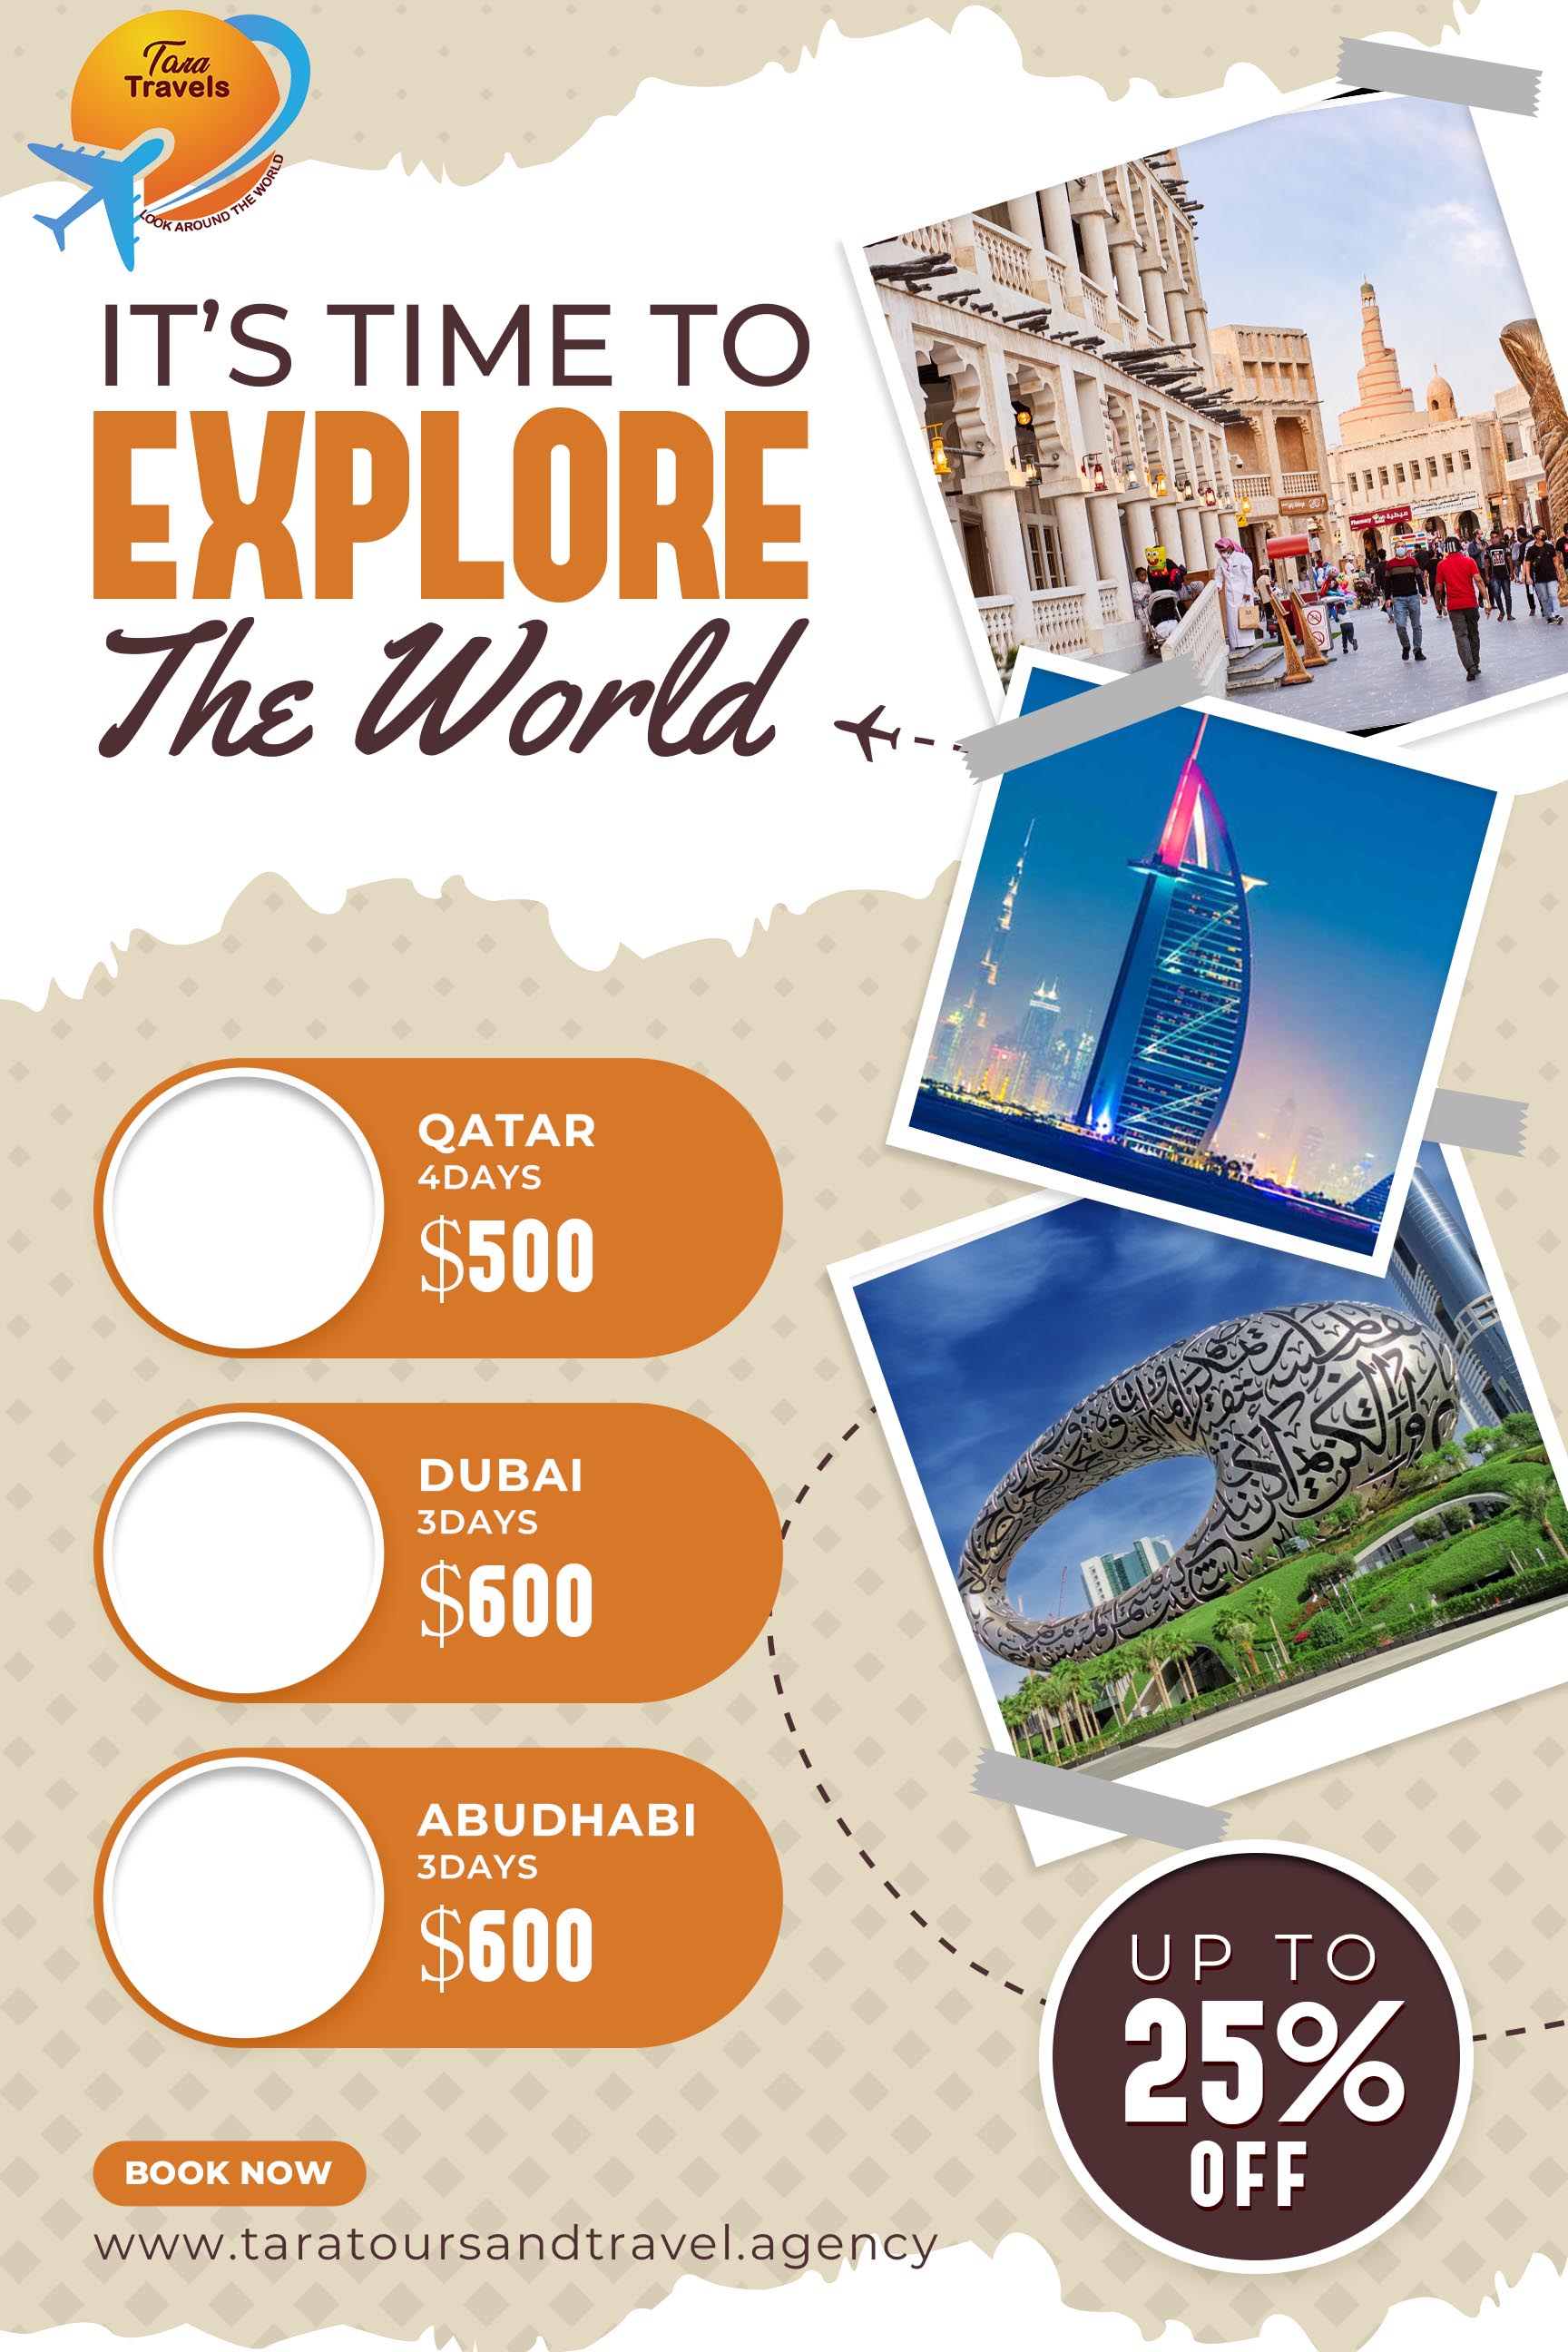 Tara
Travels
LOOK AROUND THE WORLD
IT'S TIME TO
EXPLORE
The World
Pharmacy
QATAR
4DAYS
$500
DUBAI
3DAYS
$600
ABUDHABI
3DAYS
$600
UP TO
25%
OFF
BOOK NOW
www.taratoursandtravel.agency